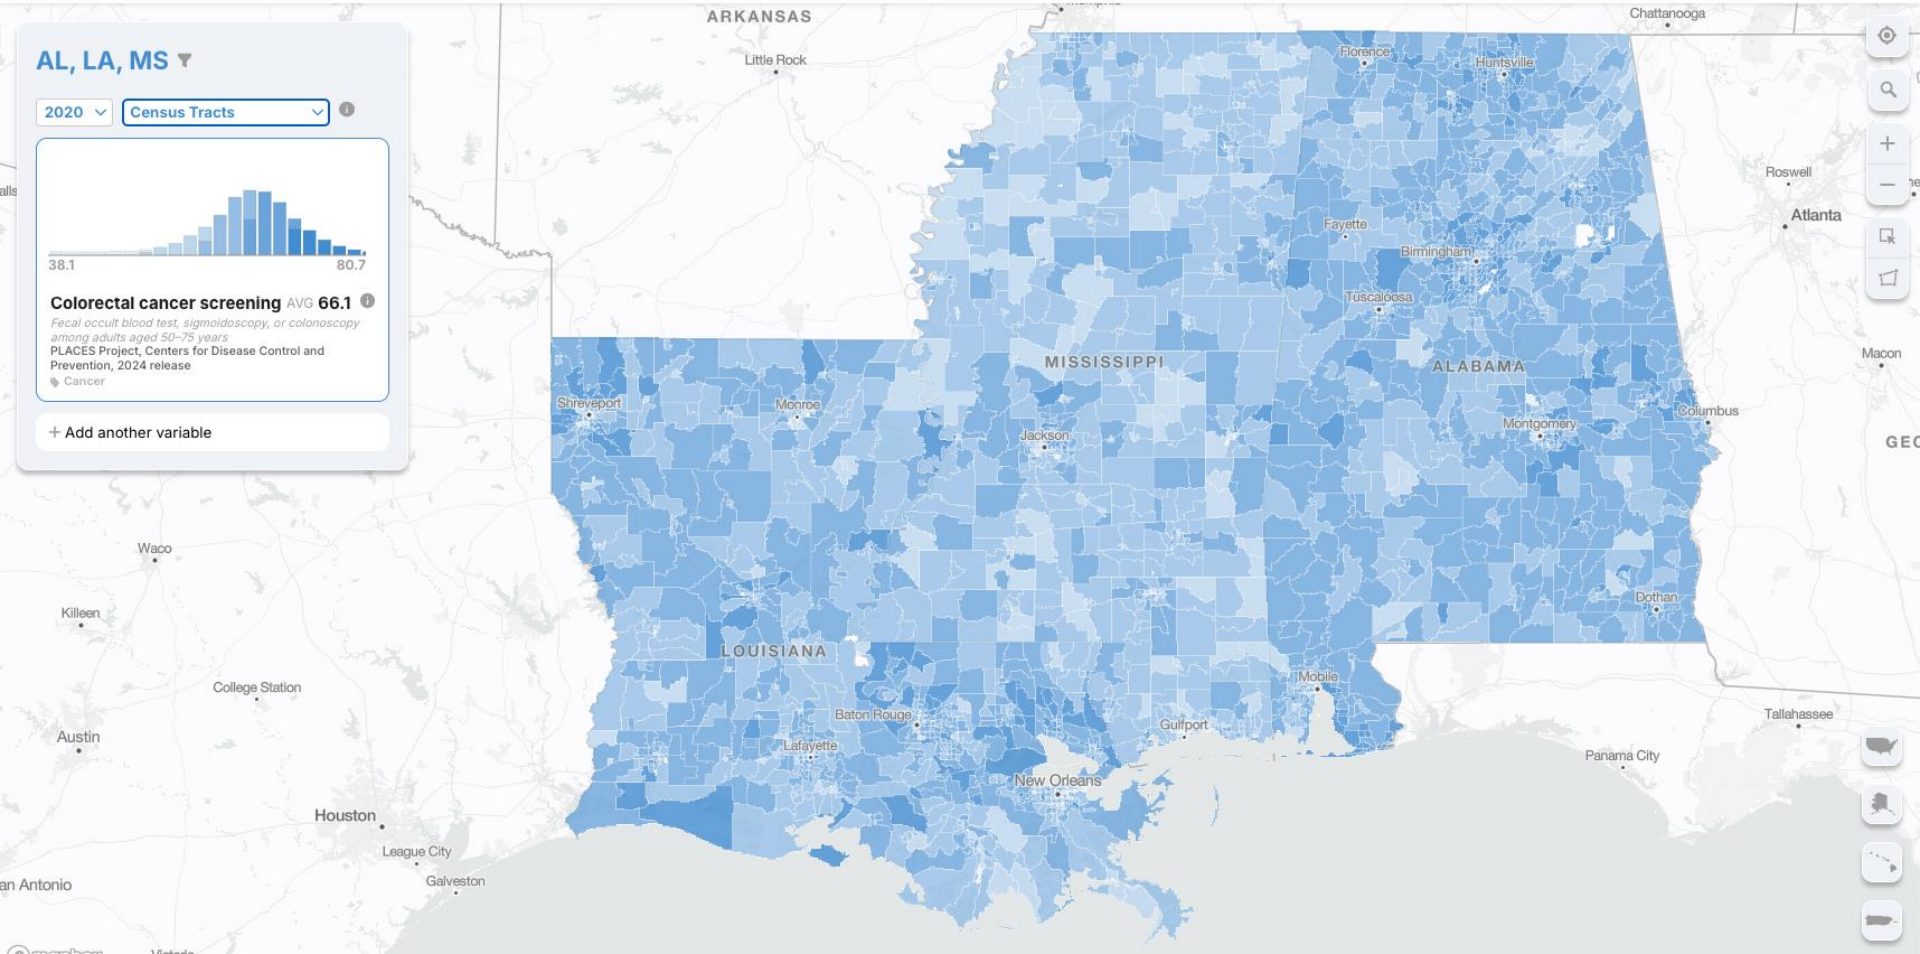 AL, LA, MS
2020
Census Tracts
38.1
80.7
Colorectal cancer screening AVG 66.1
Fecal occult blood test, sigmoidoscopy, or colonoscopy
among adults aged 50–75 years
PLACES Project, Centers for Disease Control and
Prevention, 2024 release
Cancer
+ Add another variable
ARKANSAS
Little Rock
Chattanooga
Florence
Huntsville
Roswell
Atlanta
Fayette
Birmingham
Tuscaloosa
MISSISSIPPI
ALABAMA
Macon
Shreveport
Monroe
Jackson
Montgomery
Columbus
Waco
Killeen
Dothan
LOUISIANA
College Station
Mobile
Baton Rouge
Gulfport
Tallahassee
Austin
Lafayette
Panama City
New Orleans
Houston
League City
Galveston
an Antonio